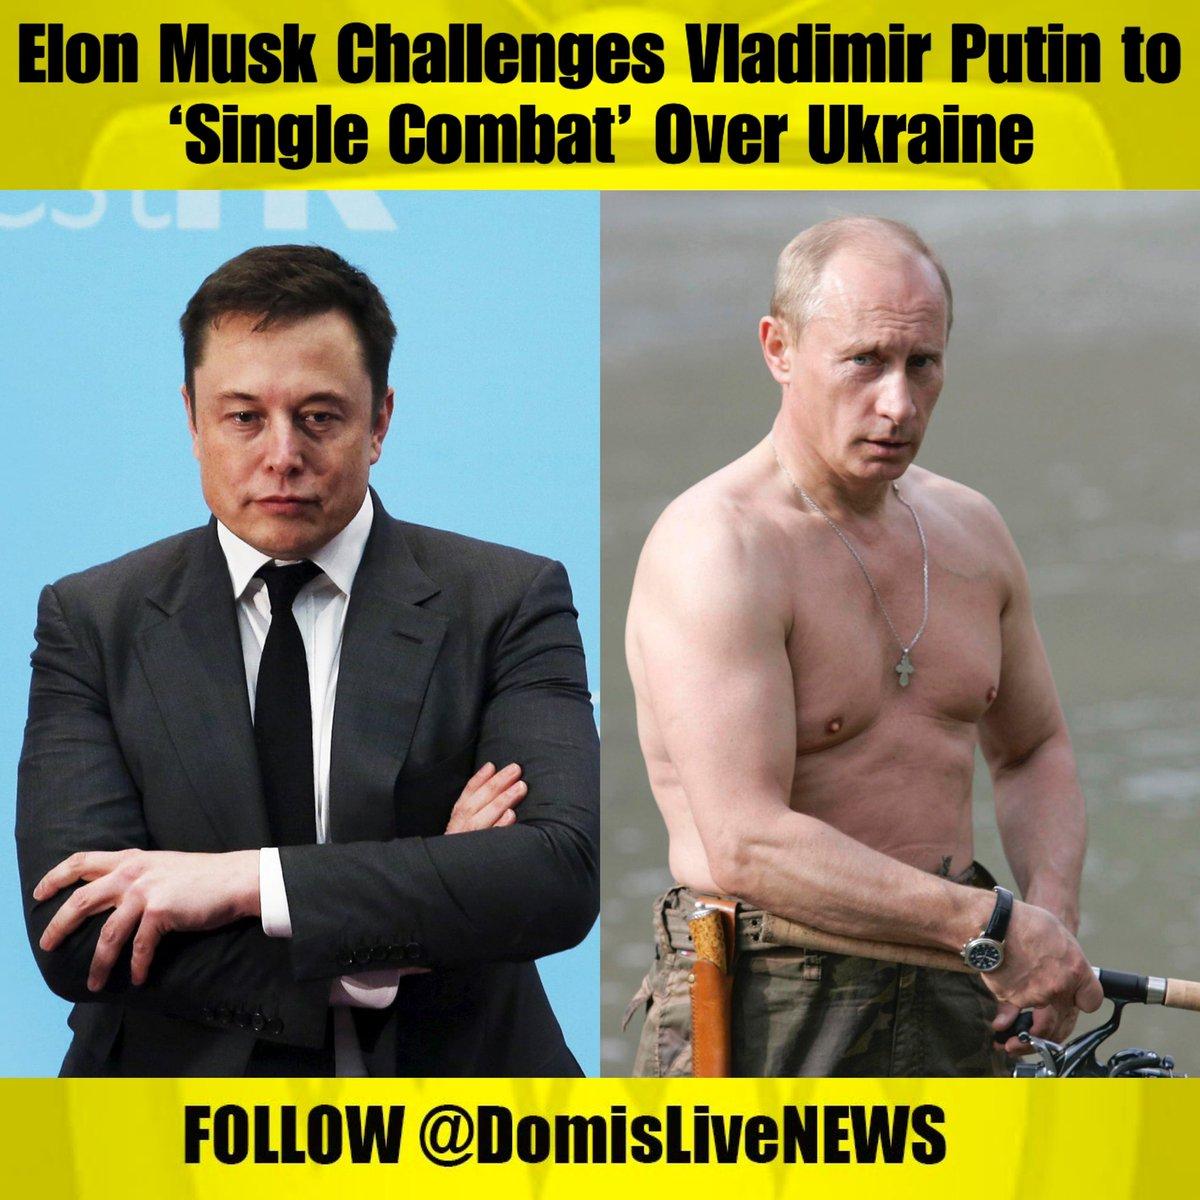 Elon Musk Challenges Vladimir Putin to
‘Single Combat’ Over Ukraine
FOLLOW @DomisLiveNEWS